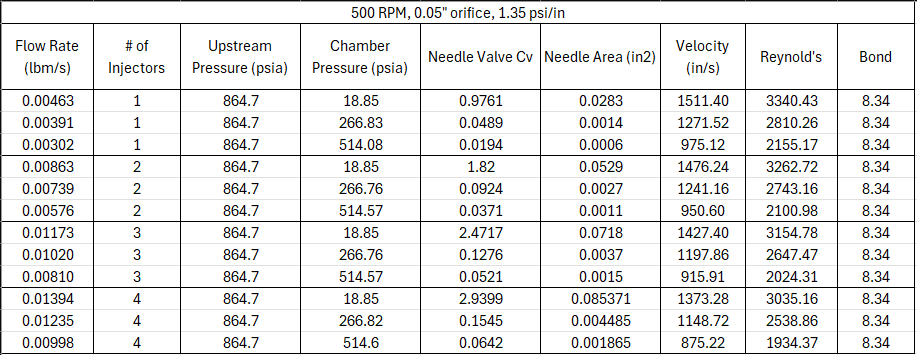 500 RPM, 0.05" orifice, 1.35 psi/in
Flow Rate (lbm/s) # of Injectors Upstream Pressure (psia) Chamber Pressure (psia) Needle Valve Cv Needle Area (in2) Velocity (in/s) Reynold's Bond
0.00463 1 864.7 18.85 0.9761 0.0283 1511.40 3340.43 8.34
0.00391 1 864.7 266.83 0.0489 0.0014 1271.52 2810.26 8.34
0.00302 1 864.7 514.08 0.0194 0.0006 975.12 2155.17 8.34
0.00863 2 864.7 18.85 1.82 0.0529 1476.24 3262.72 8.34
0.00739 2 864.7 266.76 0.0924 0.0027 1241.16 2743.16 8.34
0.00576 2 864.7 514.57 0.0371 0.0011 950.60 2100.98 8.34
0.01173 3 864.7 18.85 2.4717 0.0718 1427.40 3154.78 8.34
0.01020 3 864.7 266.76 0.1276 0.0037 1197.86 2647.47 8.34
0.00810 3 864.7 514.57 0.0521 0.0015 915.91 2024.31 8.34
0.01394 4 864.7 18.85 2.9399 0.085371 1373.28 3035.16 8.34
0.01235 4 864.7 266.82 0.1545 0.004485 1148.72 2538.86 8.34
0.00998 4 864.7 514.6 0.0642 0.001865 875.22 1934.37 8.34